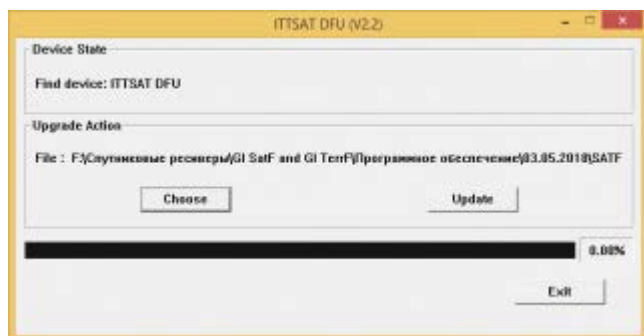 ITTSAT DFU (V2.2)
Device State
Find device: ITTSAT DFU
Upgrade Action
File : F:\Спутниковые ресиверы\GI SatF and GI TerrF\Программное обеспечение\03.05.2018\SATF
Choose
Update
0.00%
Exit